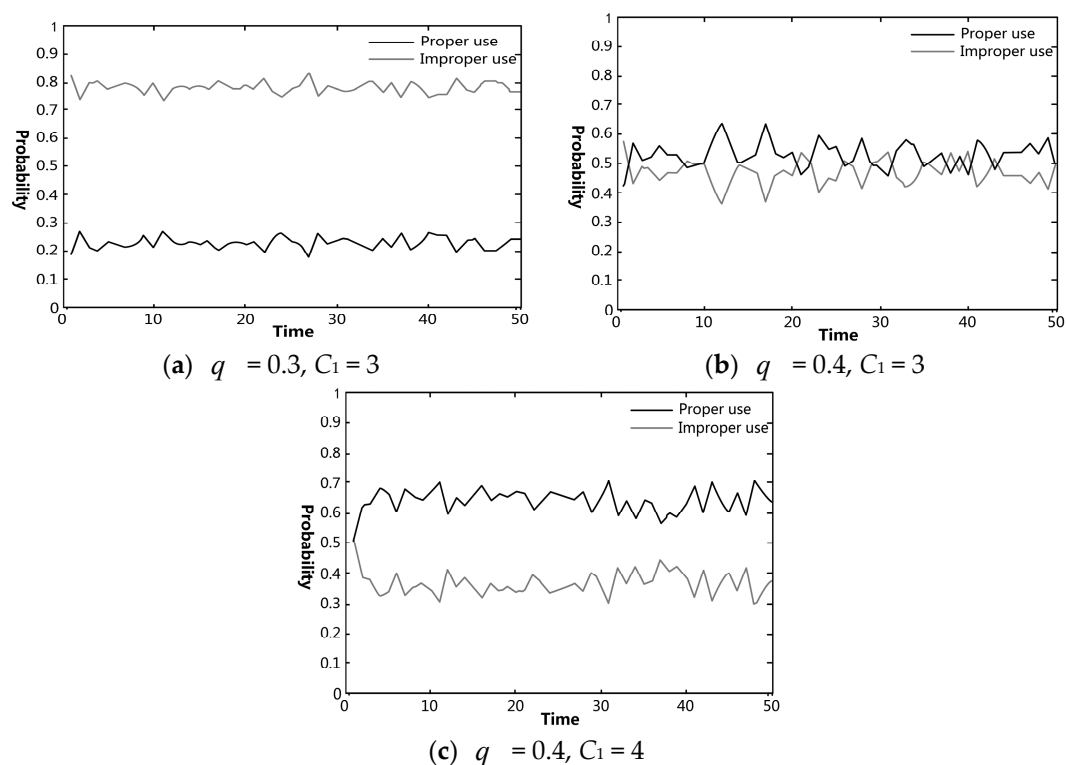 1
0.9
0.8
0.7
0.6
0.5
0.4
0.3
0.2
0.1
0
Probability
Proper use
Improper use
0 10 20 30 40 50
Time
(a) q = 0.3, C1 = 3
1
0.9
0.8
0.7
0.6
0.5
0.4
0.3
0.2
0.1
0
Probability
Proper use
Improper use
0 10 20 30 40 50
Time
(b) q = 0.4, C1 = 3
1
0.9
0.8
0.7
0.6
0.5
0.4
0.3
0.2
0.1
0
Probability
Proper use
Improper use
0 10 20 30 40 50
Time
(c) q = 0.4, C1 = 4